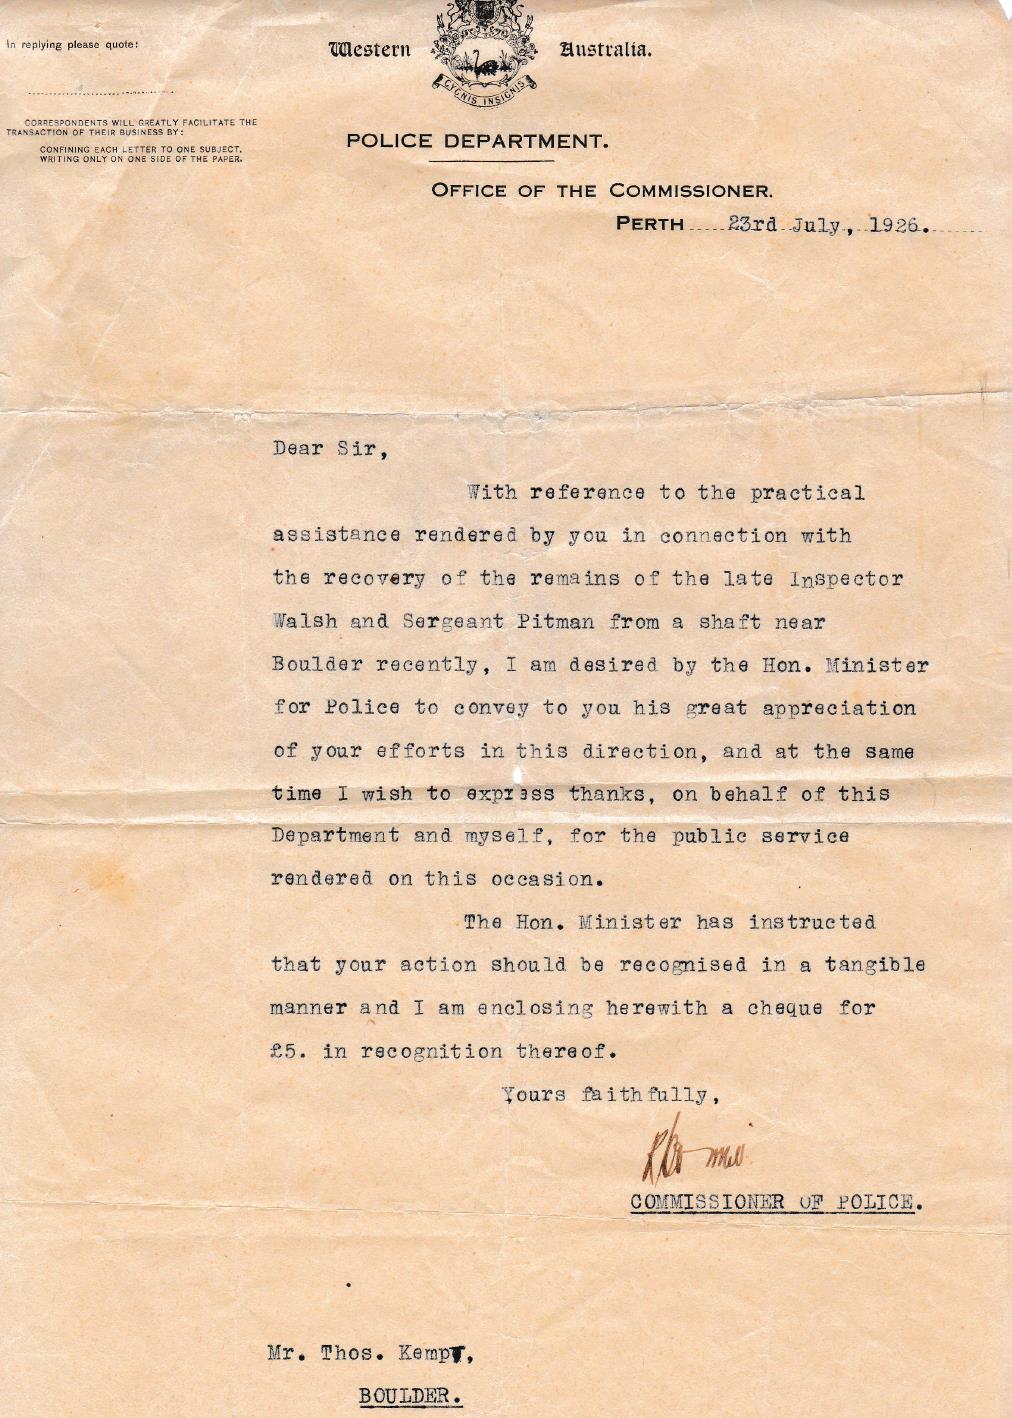 In replying please quote:
Western Australia.
CYGNIS INSIGNIS
CORRESPONDENTS WILL GREATLY FACILITATE THE
TRANSACTION OF THEIR BUSINESS BY:
CONFINING EACH LETTER TO ONE SUBJECT,
WRITING ONLY ON ONE SIDE OF THE PAPER.
POLICE DEPARTMENT.
OFFICE OF THE COMMISSIONER.
PERTH 23rd July, 1926.
Dear Sir,
With reference to the practical
assistance rendered by you in connection with
the recovery of the remains of the late Inspector
Walsh and Sergeant Pitman from a shaft near
Boulder recently, I am desired by the Hon. Minister
for Police to convey to you his great appreciation
of your efforts in this direction, and at the same
time I wish to express thanks, on behalf of this
Department and myself, for the public service
rendered on this occasion.
The Hon. Minister has instructed
that your action should be recognised in a tangible
manner and I am enclosing herewith a cheque for
£5. in recognition thereof.
Yours faithfully,
COMMISSIONER OF POLICE.
Mr. Thos.
BOULDER.